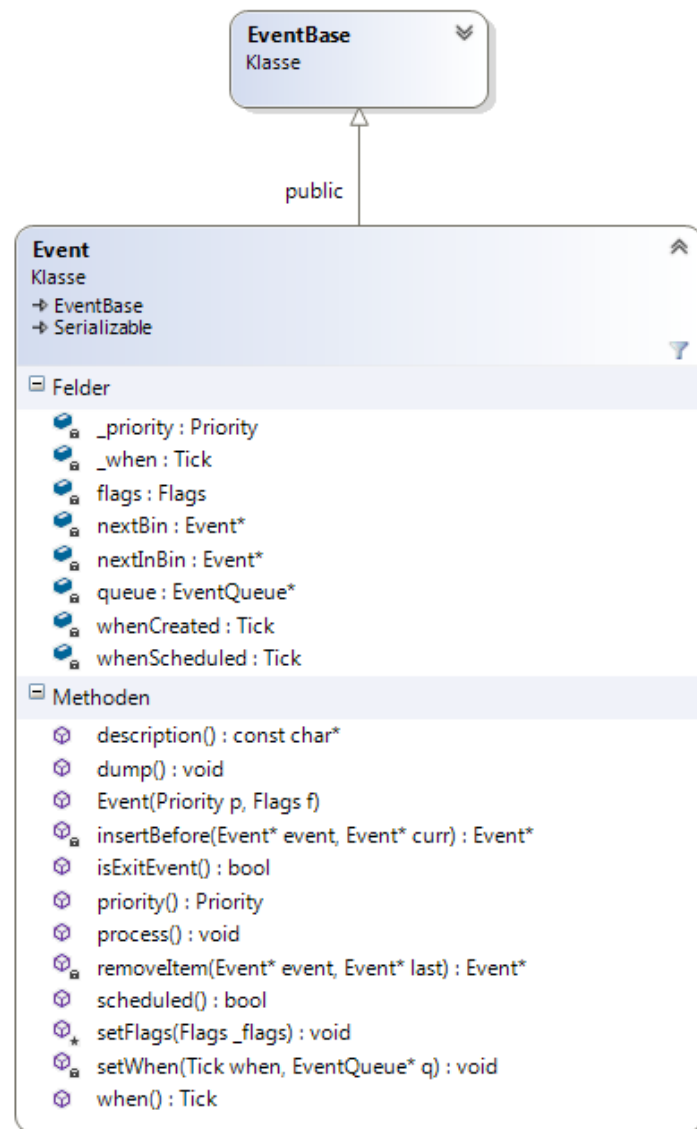 EventBase
Klasse
public
Event
Klasse
EventBase
Serializable
Felder
_priority : Priority
_when : Tick
flags : Flags
nextBin : Event*
nextInBin : Event*
queue : EventQueue*
whenCreated : Tick
whenScheduled : Tick
Methoden
description() : const char*
dump() : void
Event(Priority p, Flags f)
insertBefore(Event* event, Event* curr) : Event*
isExitEvent() : bool
priority() : Priority
process() : void
removeItem(Event* event, Event* last) : Event*
scheduled() : bool
setFlags(Flags _flags) : void
setWhen(Tick when, EventQueue* q) : void
when() : Tick